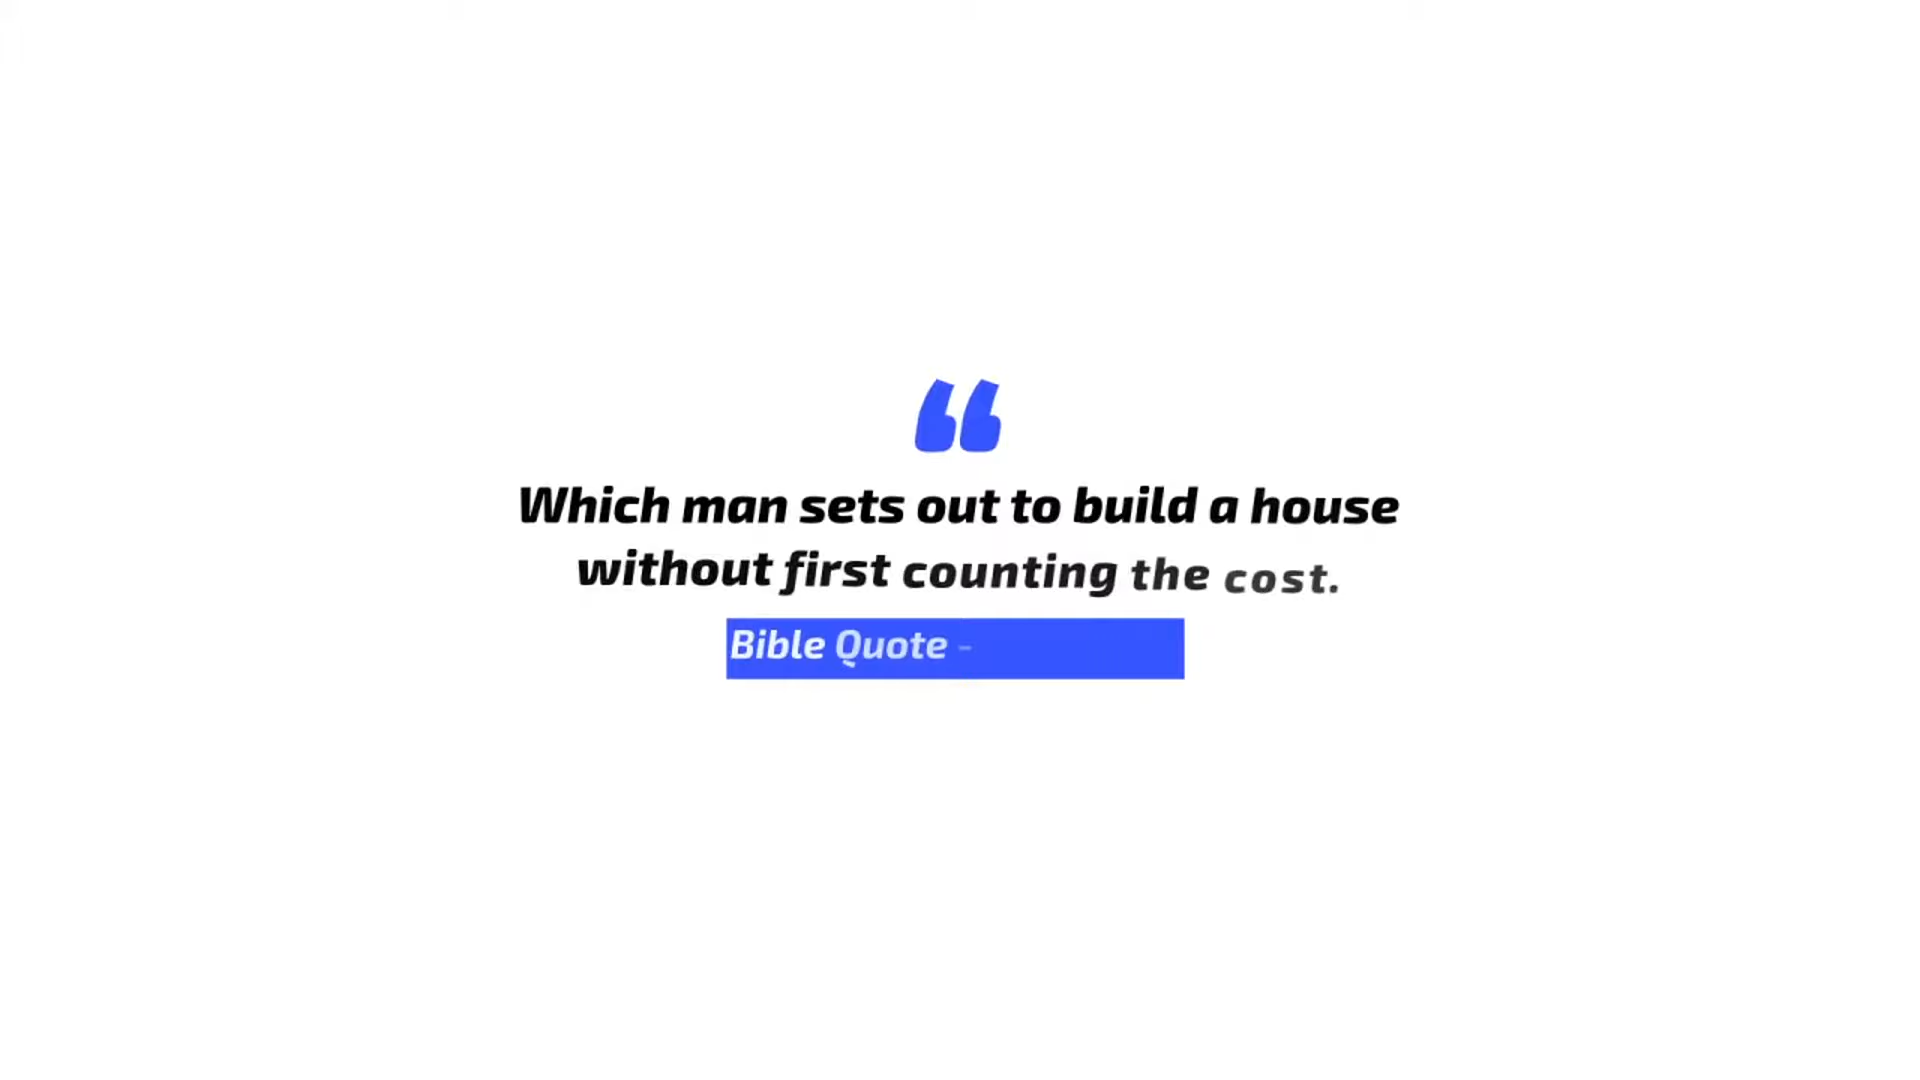 “
Which man sets out to build a house
without first counting the cost.
Bible Quote -